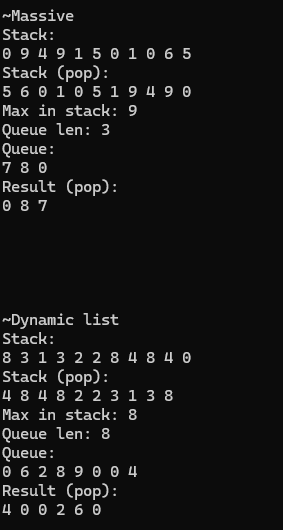 ~Massive
Stack:
0 9 4 9 1 5 0 1 0 6 5
Stack (pop):
5 6 0 1 0 5 1 9 4 9 0
Max in stack: 9
Queue len: 3
Queue:
7 8 0
Result (pop):
0 8 7
~Dynamic list
Stack:
8 3 1 3 2 2 8 4 8 4 0
Stack (pop):
4 8 4 8 2 2 3 1 3 8
Max in stack: 8
Queue len: 8
Queue:
0 6 2 8 9 0 0 4
Result (pop):
4 0 0 2 6 0